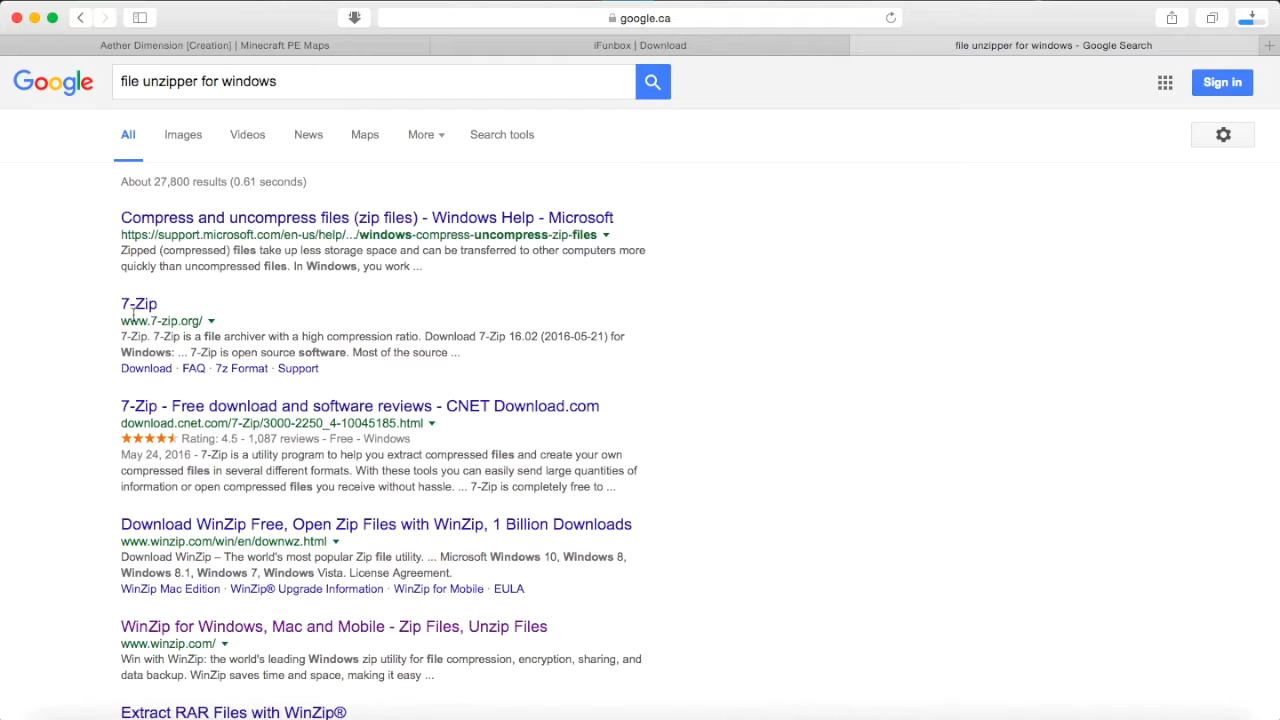 google.ca
Aether Dimension [Creation] | Minecraft PE Maps
iFunbox | Download
file unzipper for windows - Google Search
Google
file unzipper for windows
Sign in
All
Images
Videos
News
Maps
More
Search tools
About 27,800 results (0.61 seconds)
Compress and uncompress files (zip files) - Windows Help - Microsoft
https://support.microsoft.com/en-us/help/.../windows-compress-uncompress-zip-files
Zipped (compressed) files take up less storage space and can be transferred to other computers more
quickly than uncompressed files. In Windows, you work ...
7-Zip
www.7-zip.org/
7-Zip. 7-Zip is a file archiver with a high compression ratio. Download 7-Zip 16.02 (2016-05-21) for
Windows: ... 7-Zip is open source software. Most of the source ...
Download · FAQ · 7z Format · Support
7-Zip - Free download and software reviews - CNET Download.com
download.cnet.com/7-Zip/3000-2250_4-10045185.html
Rating: 4.5 - 1,087 reviews - Free - Windows
May 24, 2016 - 7-Zip is a utility program to help you extract compressed files and create your own
compressed files in several different formats. With these tools you can easily send large quantities of
information or open compressed files you receive without hassle. ... 7-Zip is completely free to ...
Download WinZip Free, Open Zip Files with WinZip, 1 Billion Downloads
www.winzip.com/win/en/downwz.html
Download WinZip – The world's most popular Zip file utility. ... Microsoft Windows 10, Windows 8,
Windows 8.1, Windows 7, Windows Vista. License Agreement.
WinZip Mac Edition · WinZip® Upgrade Information · WinZip for Mobile · EULA
WinZip for Windows, Mac and Mobile - Zip Files, Unzip Files
www.winzip.com/
Win with WinZip: the world's leading Windows zip utility for file compression, encryption, sharing, and
data backup. WinZip saves time and space, making it easy ...
Extract RAR Files with WinZip®